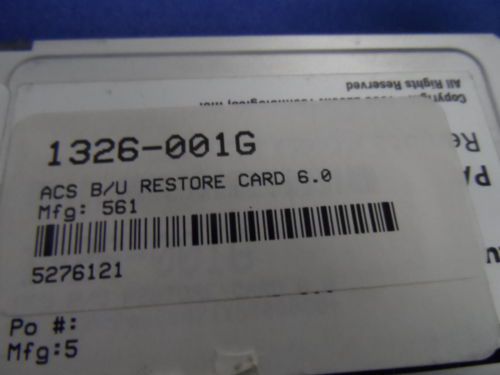 All Rights Reserved
1326-001G
ACS B/U RESTORE CARD 6.0
Mfg: 561
5276121
Po #:
Mfg:5